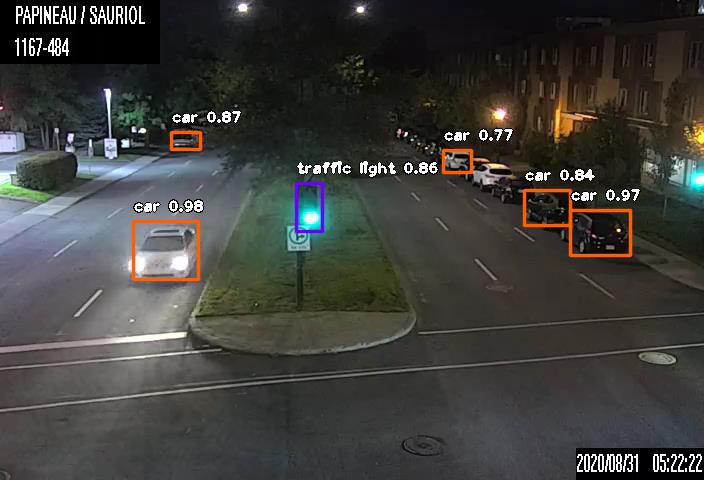 PAPINEAU / SAURIOL
1167-484
car 0.87
car 0.77
traffic light 0.86
car 0.84
car 0.97
car 0.98
2020/08/31 05:22:22